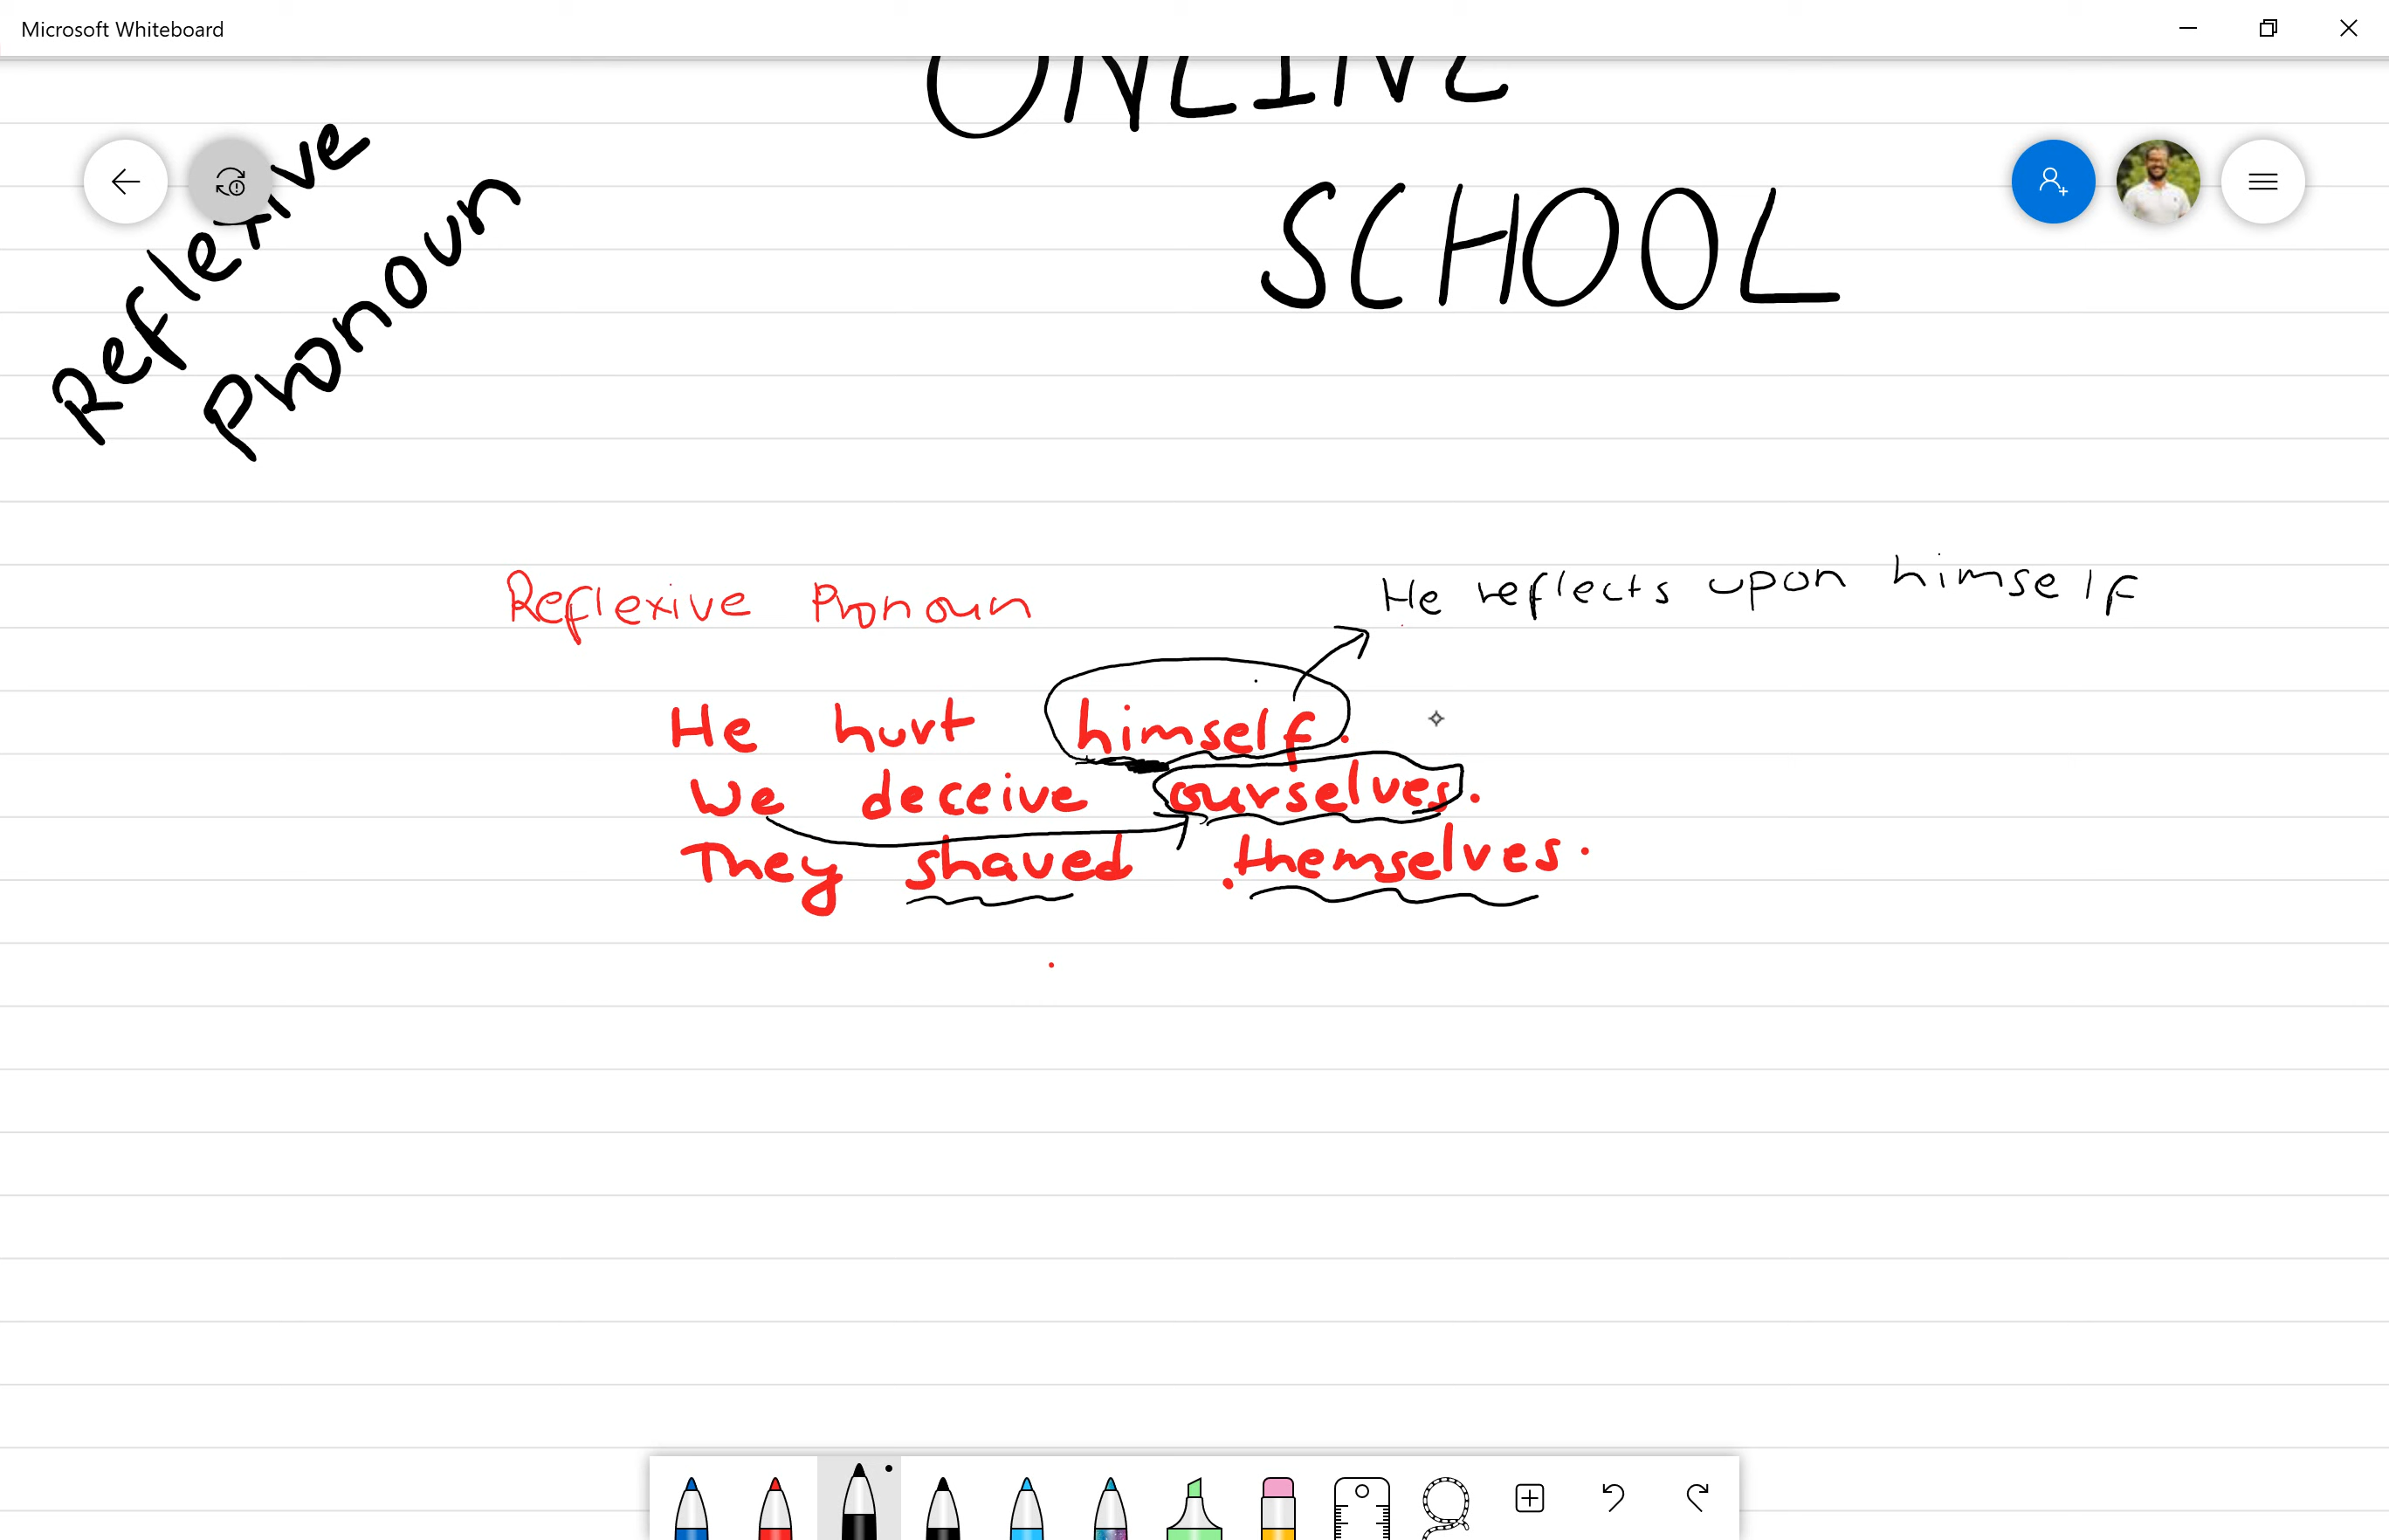 Microsoft Whiteboard
ONLINE
SCHOOL
Reflexive
Pronoun
Reflexive Pronoun
He reflects upon himself
He hurt himself.
We deceive ourselves.
They shaved themselves.